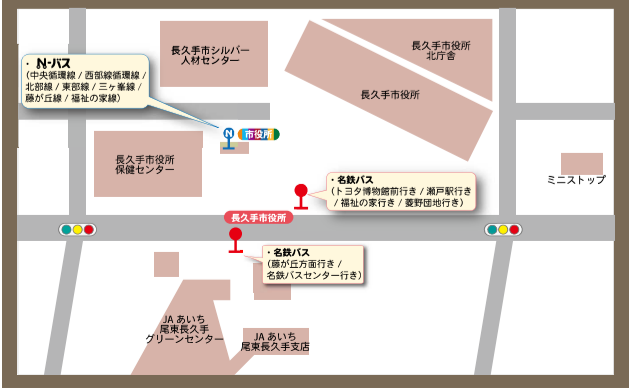 長久手市シルバー
人材センター
長久手市役所
北庁舎
長久手市役所
・ N-バス
(中央循環線 / 西部線循環線 /
北部線 / 東部線 / 三ヶ峯線 /
藤が丘線 / 福祉の家線)
N 市役所
長久手市役所
保健センター
ミニストップ
・名鉄バス
(トヨタ博物館前行き / 瀬戸駅行き
/ 福祉の家行き / 菱野団地行き)
長久手市役所
・名鉄バス
(藤が丘方面行き /
名鉄バスセンター行き)
JA あいち
尾東長久手
グリーンセンター
JA あいち
尾東長久手支店